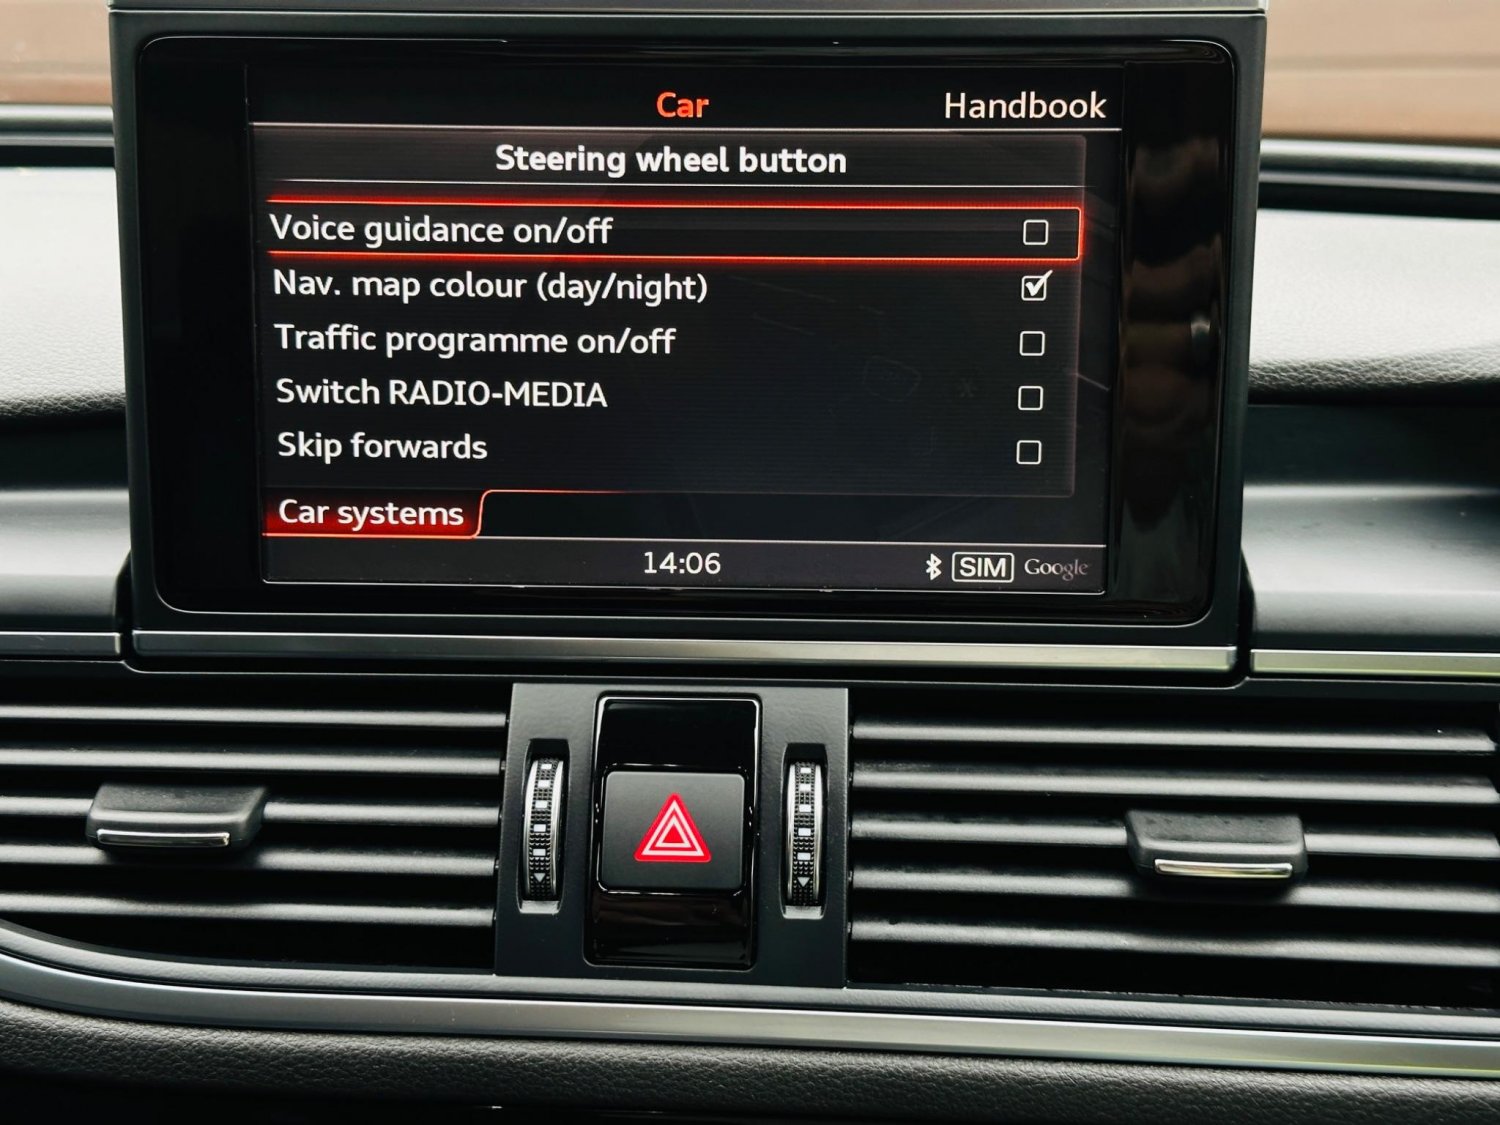 Car Handbook
Steering wheel button
Voice guidance on/off
Nav. map colour (day/night)
Traffic programme on/off
Switch RADIO-MEDIA
Skip forwards
Car systems
14:06 SIM Google